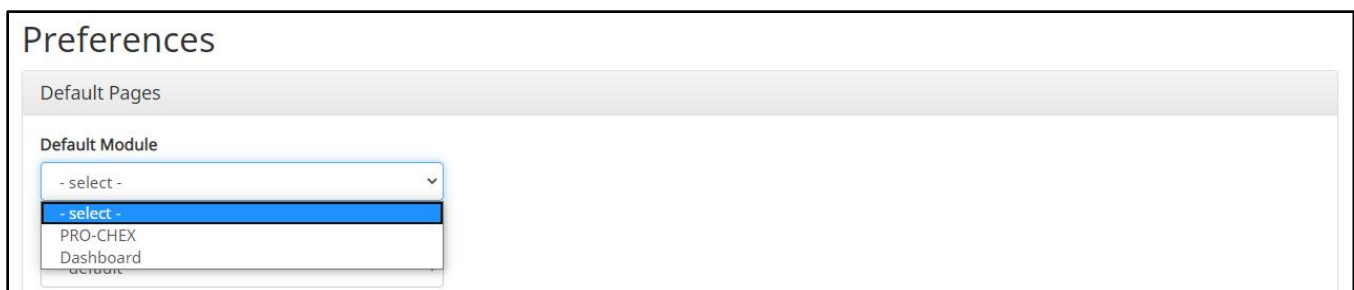 Preferences
Default Pages
Default Module
- select -
- select -
PRO-CHEX
Dashboard